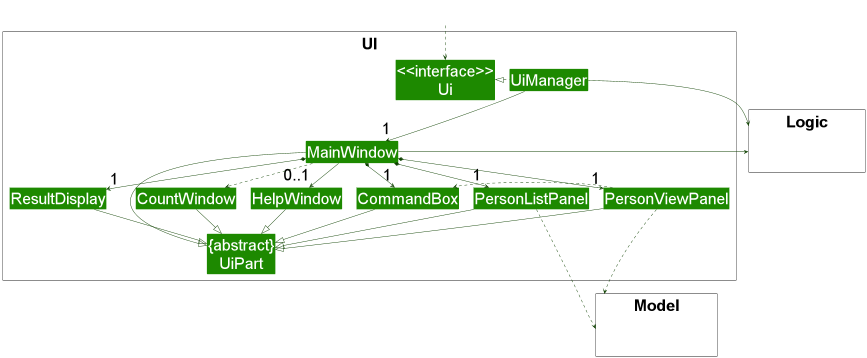 UI
<<interface>>
Ui
UiManager
Logic
1
MainWindow
1
0..1
1
1
1
ResultDisplay
CountWindow
HelpWindow
CommandBox
PersonListPanel
PersonViewPanel
{abstract}
UiPart
Model